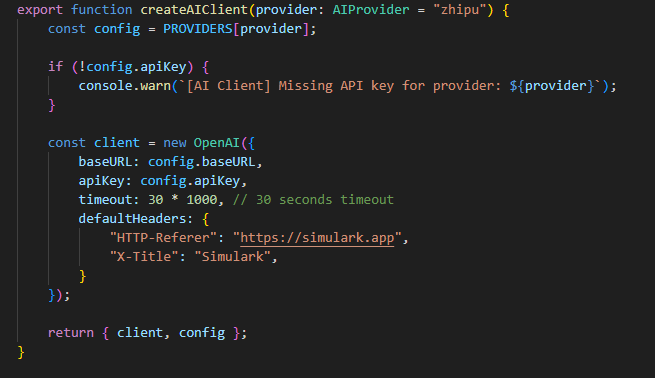 export function createAIClient(provider: AIProvider = "zhipu") {
    const config = PROVIDERS[provider];

    if (!config.apiKey) {
        console.warn(`[AI Client] Missing API key for provider: ${provider}`);
    }

    const client = new OpenAI({
        baseURL: config.baseURL,
        apiKey: config.apiKey,
        timeout: 30 * 1000, // 30 seconds timeout
        defaultHeaders: {
            "HTTP-Referer": "https://simulark.app",
            "X-Title": "Simulark",
        }
    });

    return { client, config };
}